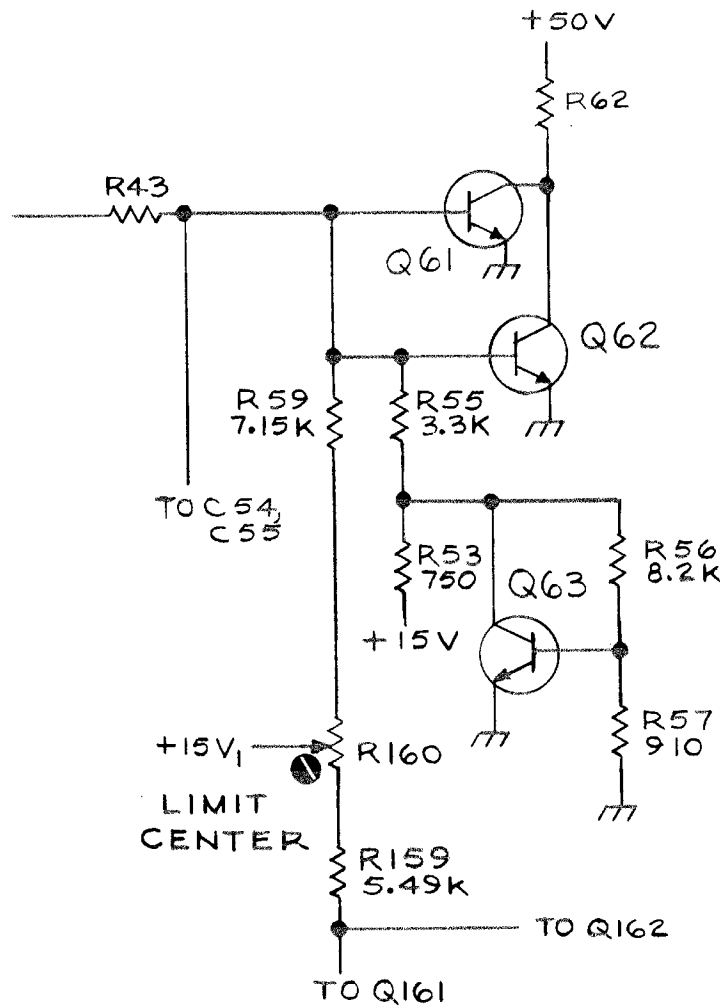 +50V
R62
R43
Q61
Q62
R59
7.15K
R55
3.3K
TO C54,
C55
R53
750
Q63
R56
8.2K
+15V
R57
910
+15V1
R160
LIMIT
CENTER
R159
5.49K
TO Q162
TO Q161